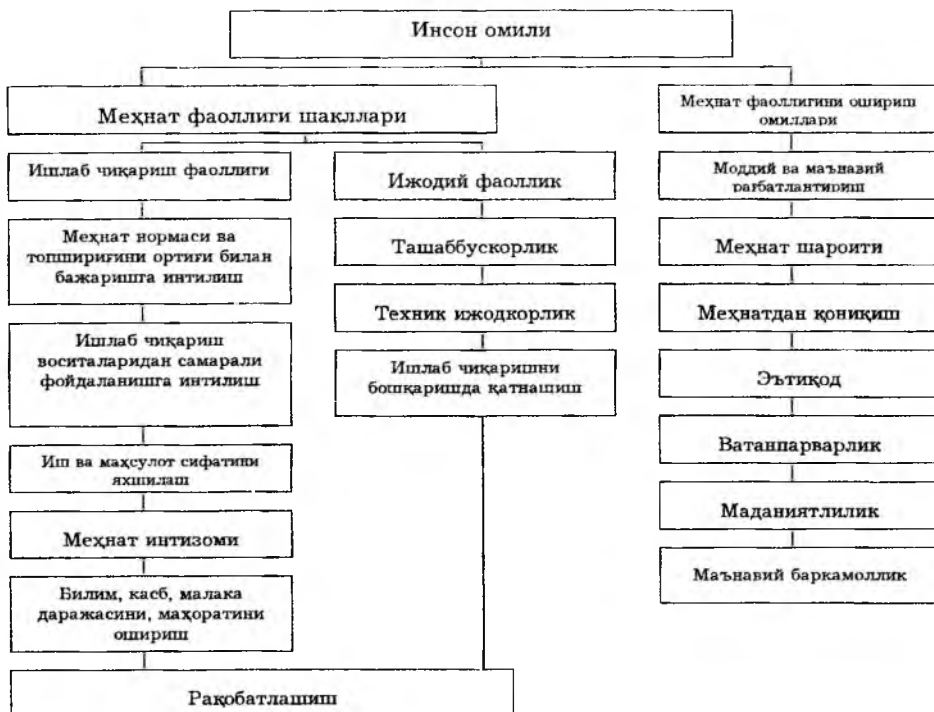 Инсон омили
Меҳнат фаоллиги шакллари
Ишлаб чиқариш фаоллиги
Меҳнат нормаси ва
топшириғини ортиғи билан
бажаришга интилиш
Ишлаб чиқариш
воситаларидан самарали
фойдаланишга интилиш
Иш ва маҳсулот сифатини
яхшилаш
Меҳнат интизоми
Билим, касб, малака
даражасини, маҳоратини
ошириш
Ижодий фаоллик
Ташаббускорлик
Техник ижодкорлик
Ишлаб чиқаришни
бошқаришда қатнашиш
Рақобатлашиш
Меҳнат фаоллигини ошириш
омиллари
Моддий ва маънавий
рағбатлантириш
Меҳнат шароити
Меҳнатдан қониқиш
Эътиқод
Ватанпарварлик
Маданиятлилик
Маънавий баркамоллик